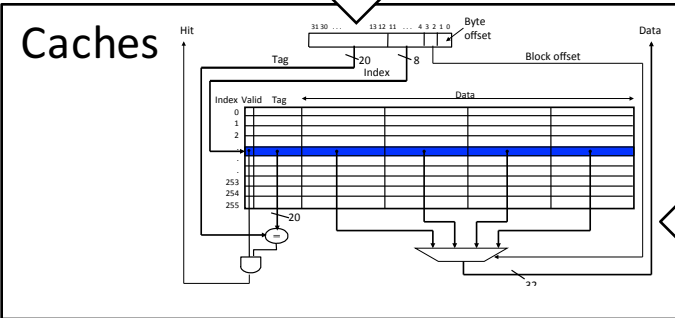 Caches
Hit
31 30 . . .
13 12 11 . . . 4 3 2 1 0
Byte
offset
Data
Tag
20
8
Index
Block offset
Index Valid Tag
Data
0
1
2
.
.
.
253
254
255
20
=
32